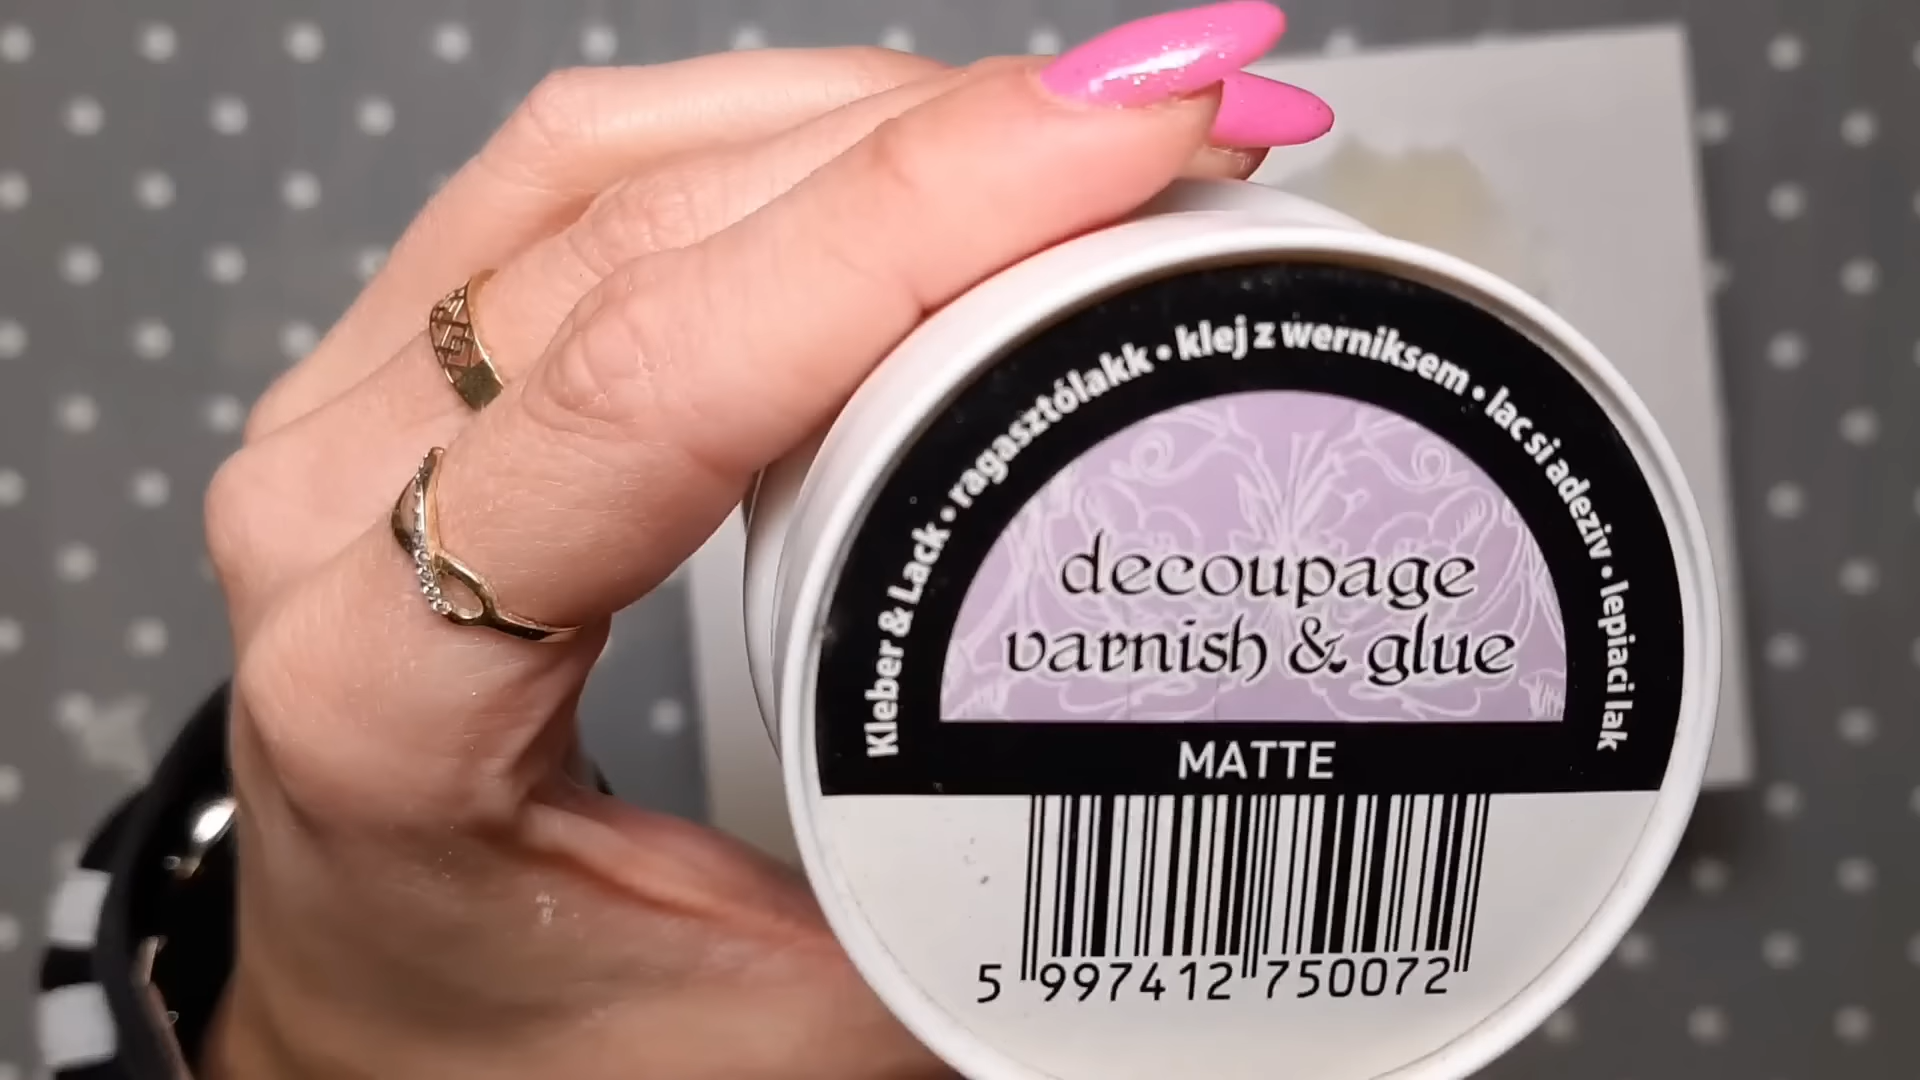 Kleber & Lack • ragasztólakk • klej z werniksem • lac si adeziv • lepiaci lak
decoupage
varnish & glue
MATTE
5 997412 750072